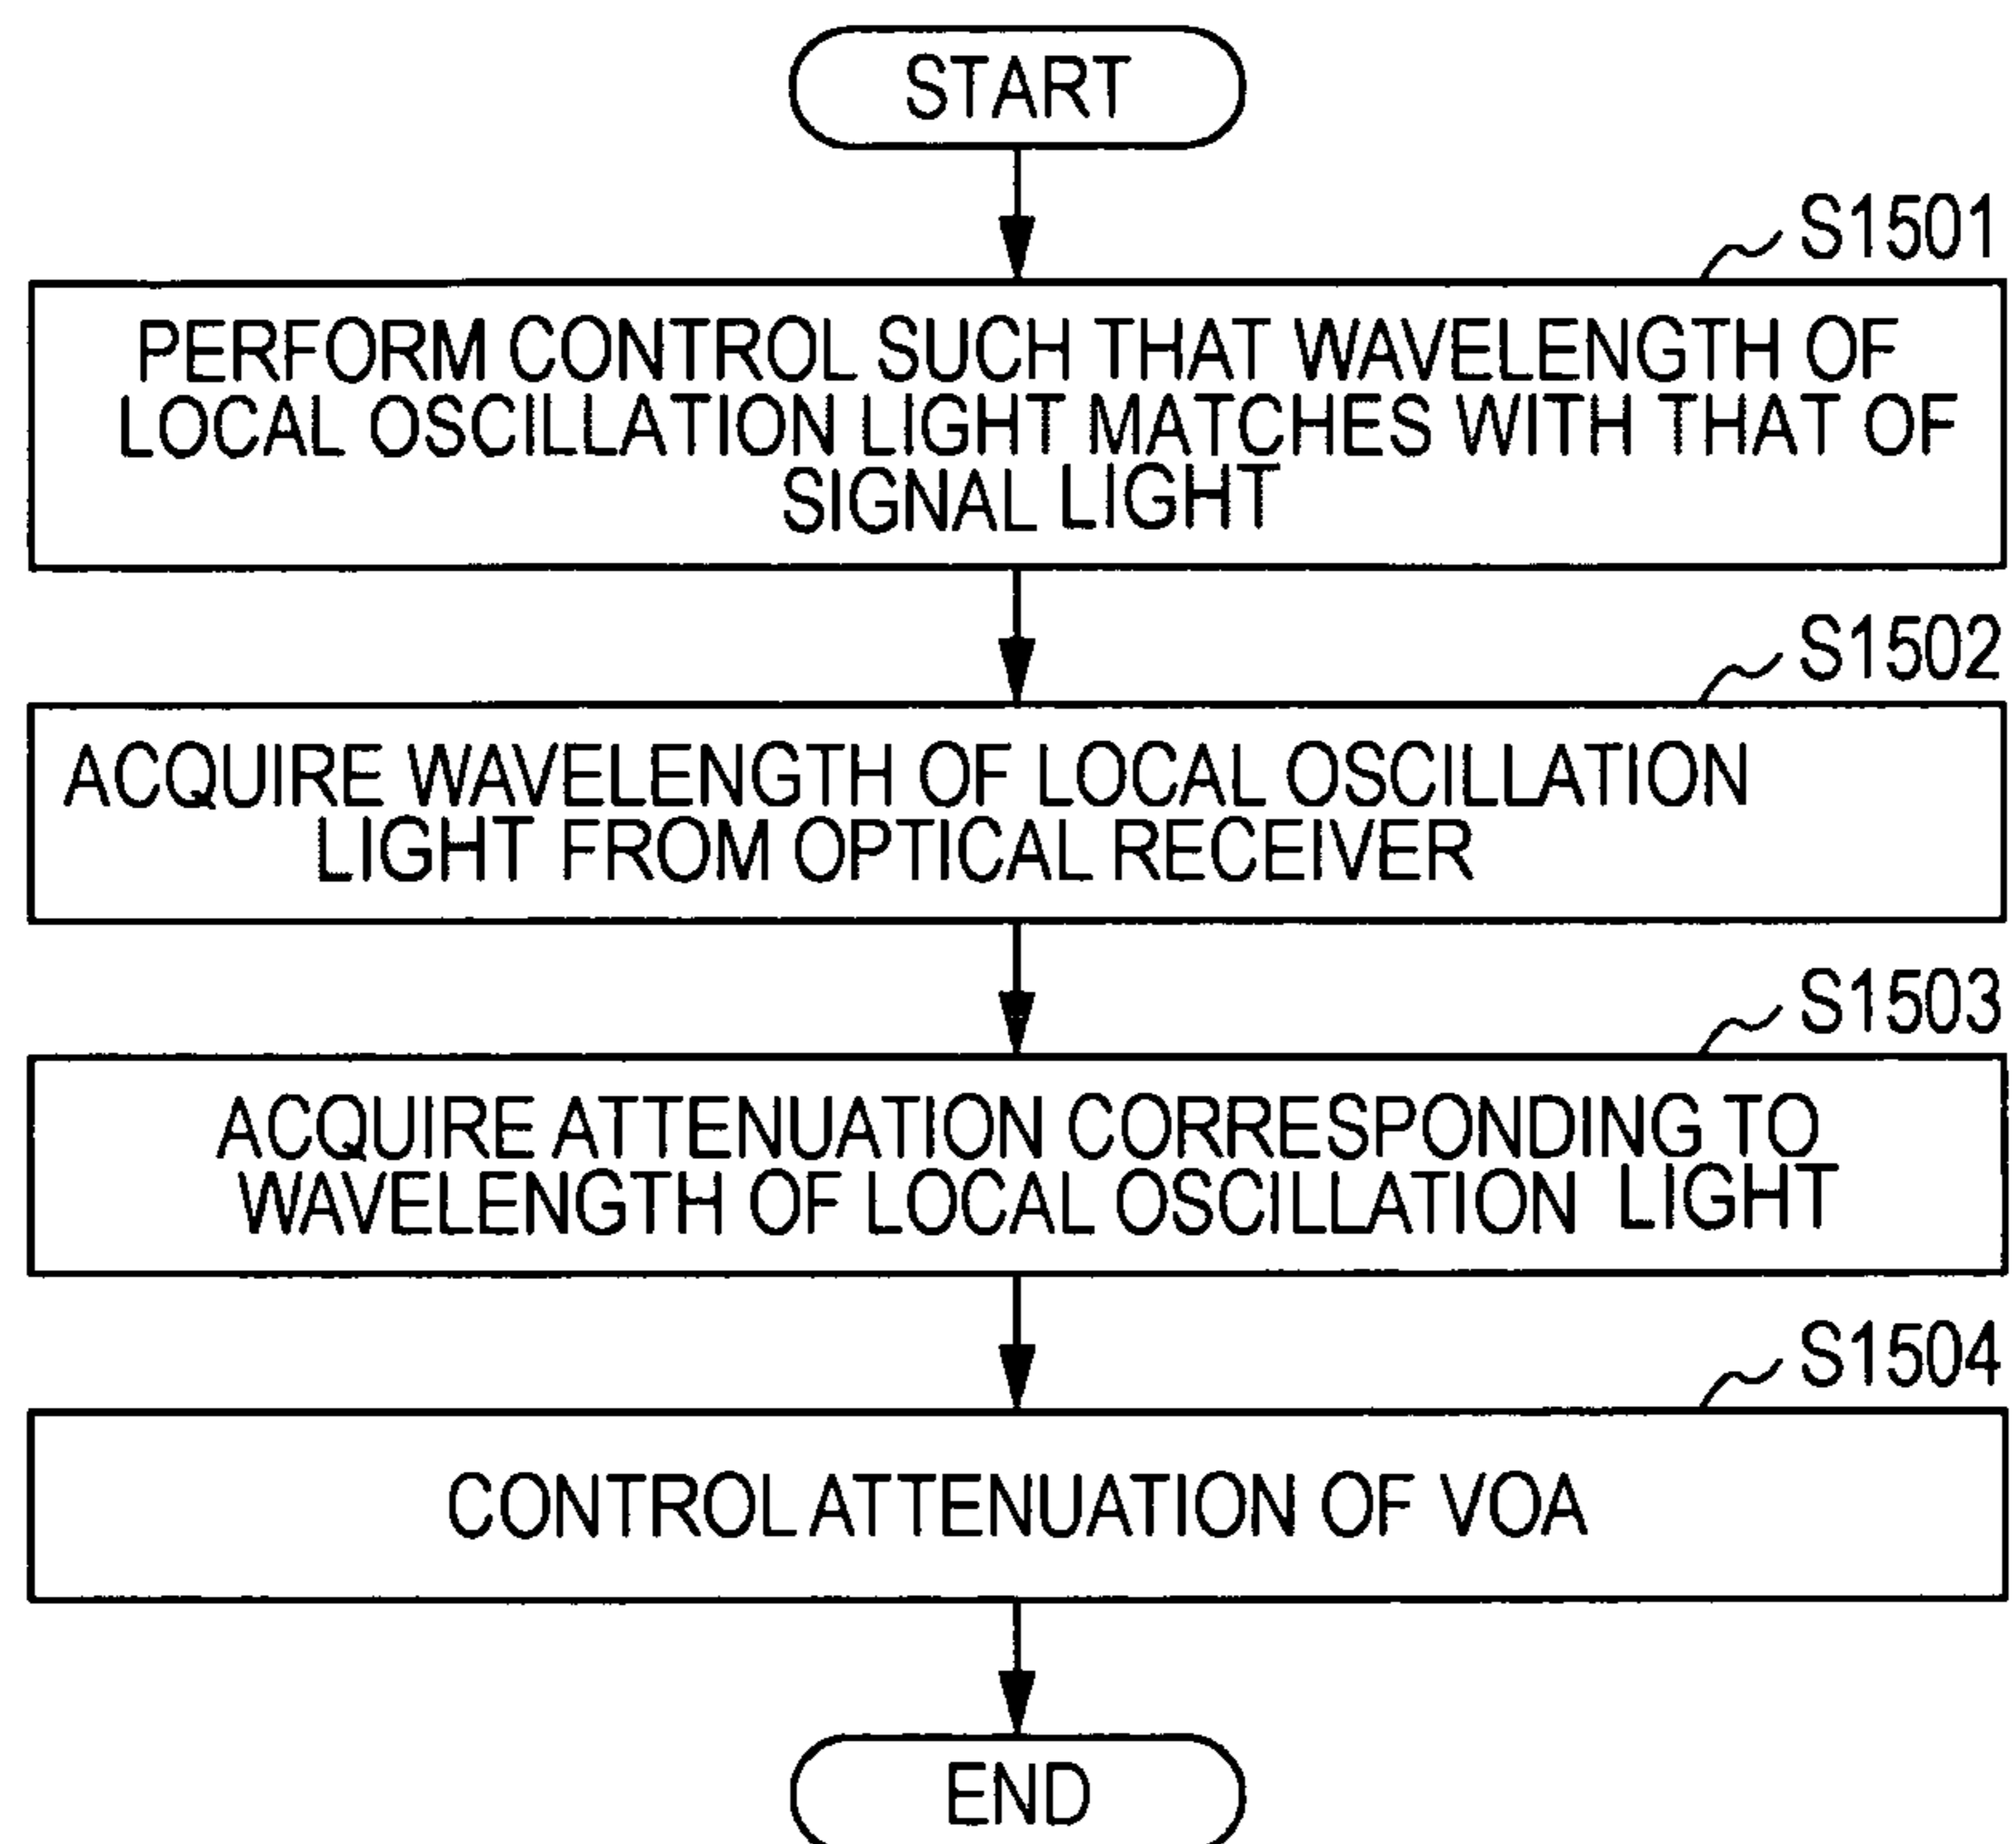 START
S1501
PERFORM CONTROL SUCH THAT WAVELENGTH OF
LOCAL OSCILLATION LIGHT MATCHES WITH THAT OF
SIGNAL LIGHT
S1502
ACQUIRE WAVELENGTH OF LOCAL OSCILLATION
LIGHT FROM OPTICAL RECEIVER
S1503
ACQUIRE ATTENUATION CORRESPONDING TO
WAVELENGTH OF LOCAL OSCILLATION LIGHT
S1504
CONTROL ATTENUATION OF VOA
END